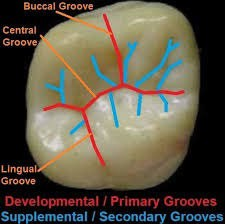 Buccal Groove
Central
Groove
Lingual
Groove
Developmental / Primary Grooves
Supplemental / Secondary Grooves